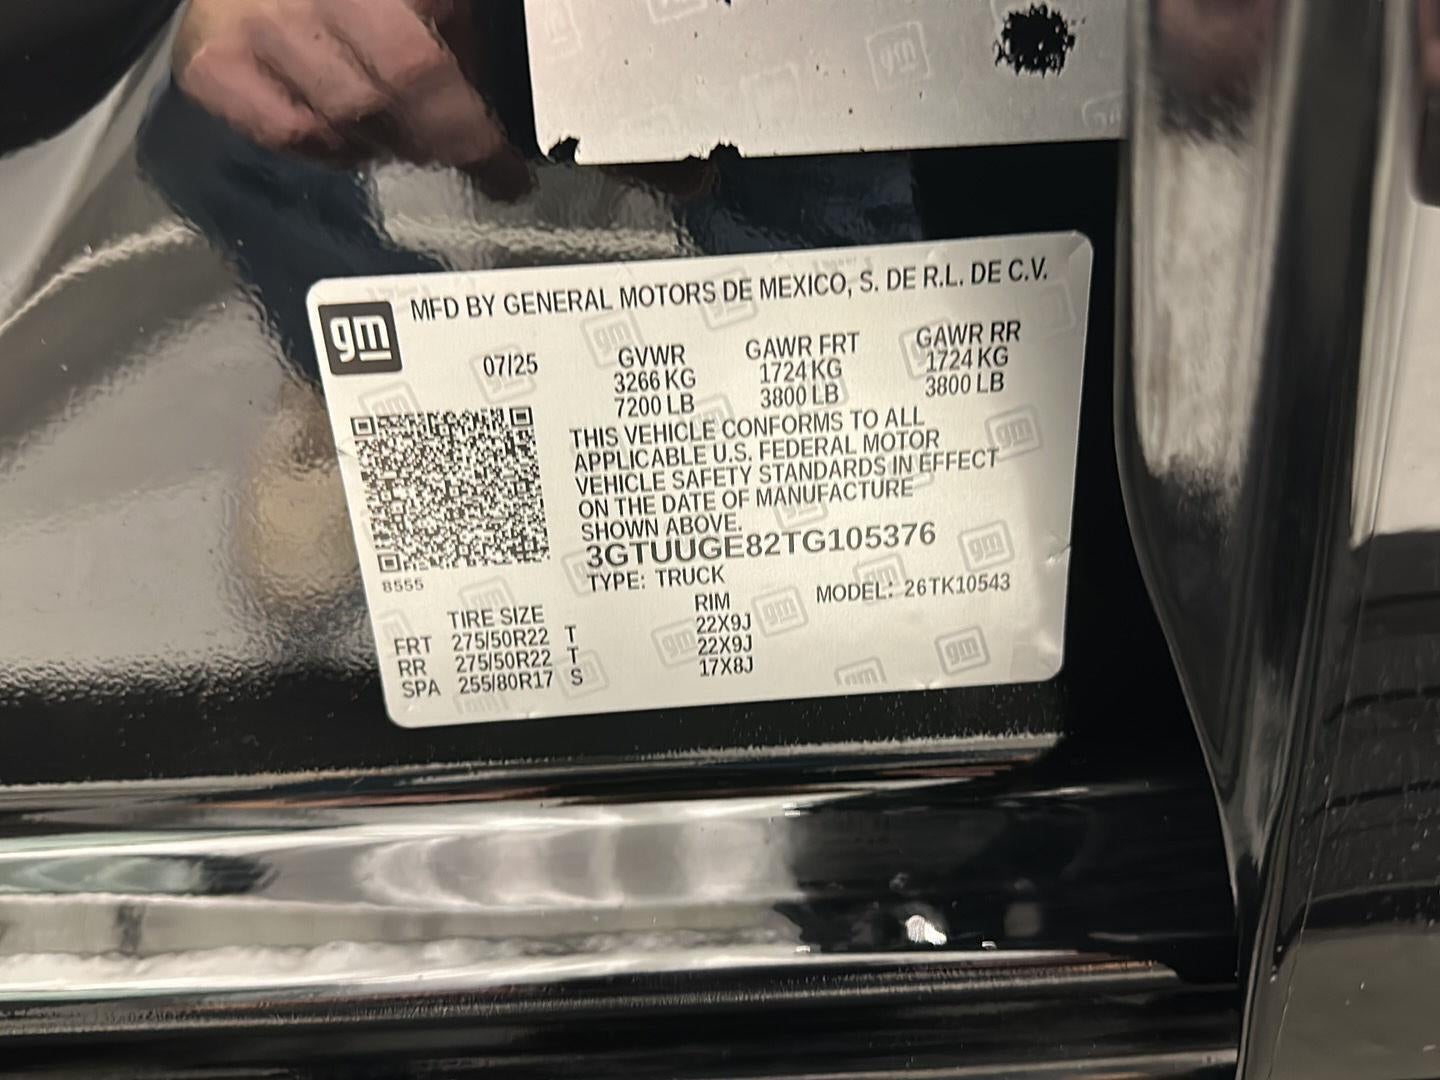 gm MFD BY GENERAL MOTORS DE MEXICO, S. DE R.L. DE C.V.
07/25 GVWR GAWR FRT GAWR RR
3266 KG 1724 KG 1724 KG
7200 LB 3800 LB 3800 LB
THIS VEHICLE CONFORMS TO ALL
APPLICABLE U.S. FEDERAL MOTOR
VEHICLE SAFETY STANDARDS IN EFFECT
ON THE DATE OF MANUFACTURE
SHOWN ABOVE.
3GTUUGE82TG105376
8555
TYPE: TRUCK MODEL: 26TK10543
TIRE SIZE RIM
FRT 275/50R22 T 22X9J
RR 275/50R22 T 22X9J
SPA 255/80R17 S 17X8J